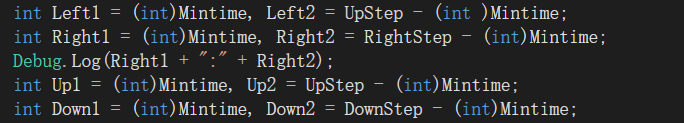 int Left1 = (int)Mintime, Left2 = UpStep - (int )Mintime;
int Right1 = (int)Mintime, Right2 = RightStep - (int)Mintime;
Debug.Log(Right1 + ":" + Right2);
int Up1 = (int)Mintime, Up2 = UpStep - (int)Mintime;
int Down1 = (int)Mintime, Down2 = DownStep - (int)Mintime;